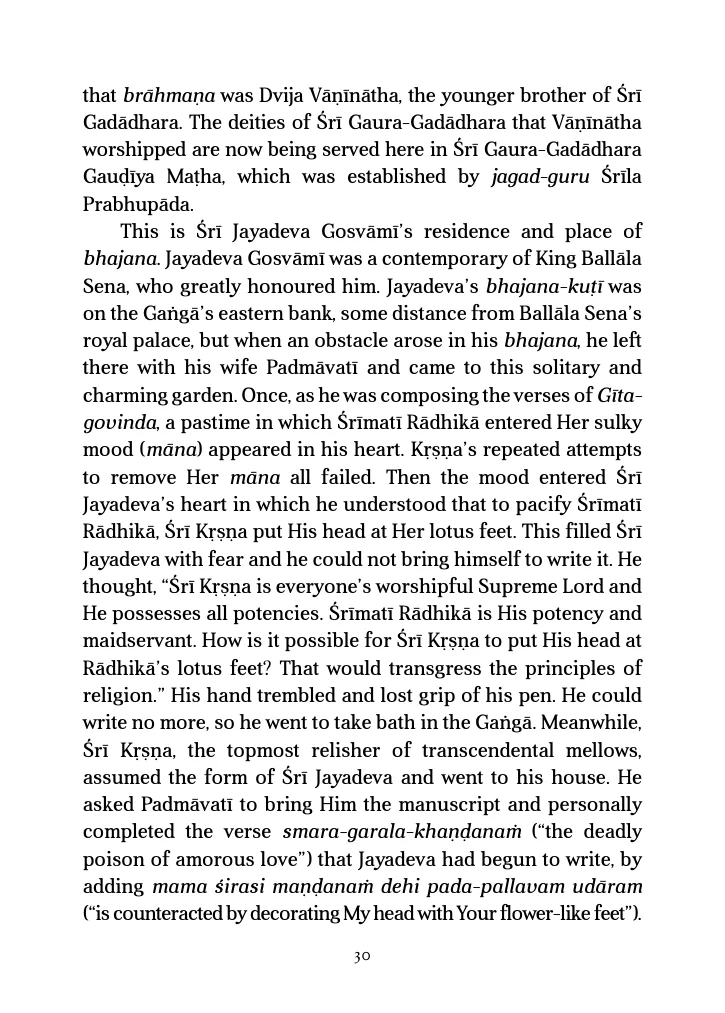 that brāhmaṇa was Dvija Vāṇīnātha, the younger brother of Śrī
Gadādhara. The deities of Śrī Gaura-Gadādhara that Vāṇīnātha
worshipped are now being served here in Śrī Gaura-Gadādhara
Gauḍīya Maṭha, which was established by jagad-guru Śrīla
Prabhupāda.
This is Śrī Jayadeva Gosvāmī’s residence and place of
bhajana. Jayadeva Gosvāmī was a contemporary of King Ballāla
Sena, who greatly honoured him. Jayadeva’s bhajana-kuṭī was
on the Gaṅgā’s eastern bank, some distance from Ballāla Sena’s
royal palace, but when an obstacle arose in his bhajana, he left
there with his wife Padmāvatī and came to this solitary and
charming garden. Once, as he was composing the verses of Gīta-
govinda, a pastime in which Śrīmatī Rādhikā entered Her sulky
mood (māna) appeared in his heart. Kṛṣṇa’s repeated attempts
to remove Her māna all failed. Then the mood entered Śrī
Jayadeva’s heart in which he understood that to pacify Śrīmatī
Rādhikā, Śrī Kṛṣṇa put His head at Her lotus feet. This filled Śrī
Jayadeva with fear and he could not bring himself to write it. He
thought, “Śrī Kṛṣṇa is everyone’s worshipful Supreme Lord and
He possesses all potencies. Śrīmatī Rādhikā is His potency and
maidservant. How is it possible for Śrī Kṛṣṇa to put His head at
Rādhikā’s lotus feet? That would transgress the principles of
religion.” His hand trembled and lost grip of his pen. He could
write no more, so he went to take bath in the Gaṅgā. Meanwhile,
Śrī Kṛṣṇa, the topmost relisher of transcendental mellows,
assumed the form of Śrī Jayadeva and went to his house. He
asked Padmāvatī to bring Him the manuscript and personally
completed the verse smara-garala-khaṇḍanaṁ (“the deadly
poison of amorous love”) that Jayadeva had begun to write, by
adding mama śirasi maṇḍanaṁ dehi pada-pallavam udāram
(“is counteracted by decorating My head with Your flower-like feet”).
30